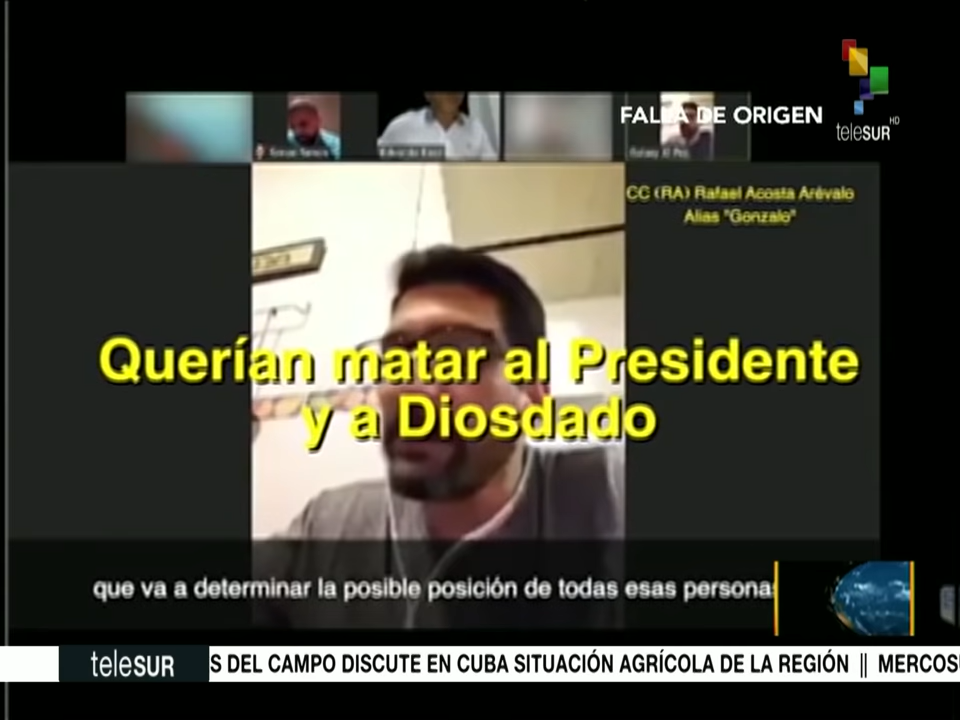 FALLA DE ORIGEN
teleSUR HD
CC (RA) Rafael Acosta Arévalo
Alias "Gonzalo"
Querían matar al Presidente
y a Diosdado
que va a determinar la posible posición de todas esas personas
teleSUR
S DEL CAMPO DISCUTE EN CUBA SITUACIÓN AGRÍCOLA DE LA REGIÓN || MERCOSU